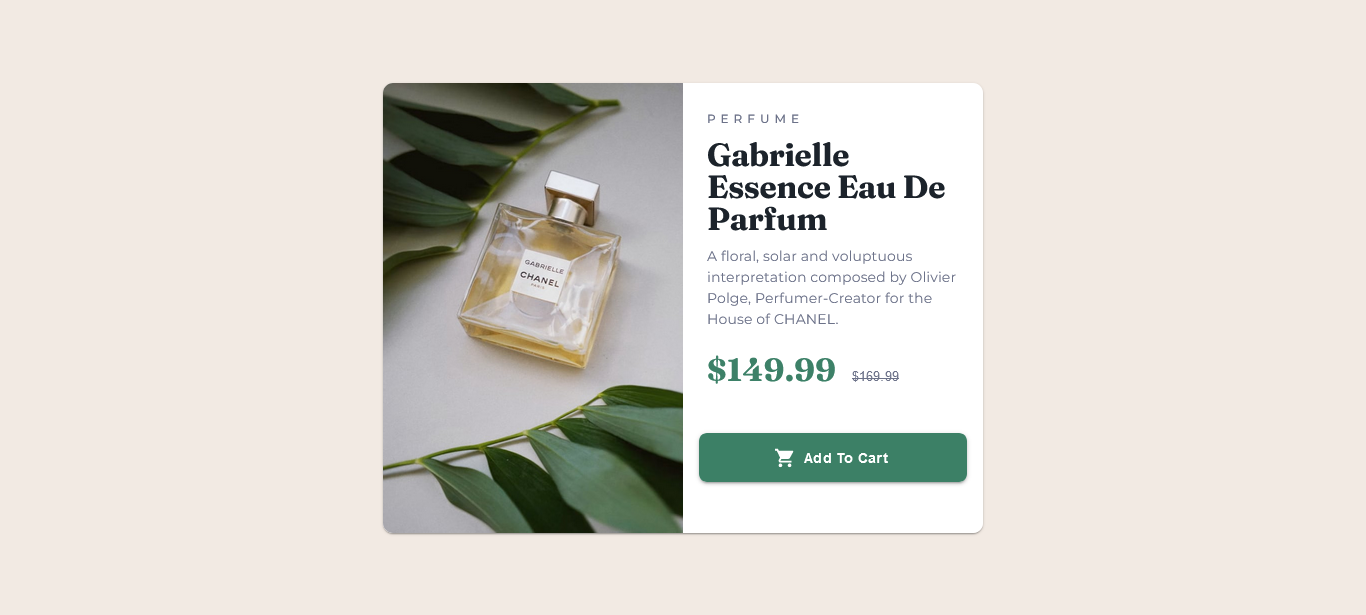 GABRIELLE
CHANEL
PARIS
PERFUME
Gabrielle
Essence Eau De
Parfum
A floral, solar and voluptuous
interpretation composed by Olivier
Polge, Perfumer-Creator for the
House of CHANEL.
$149.99 $169.99
Add To Cart